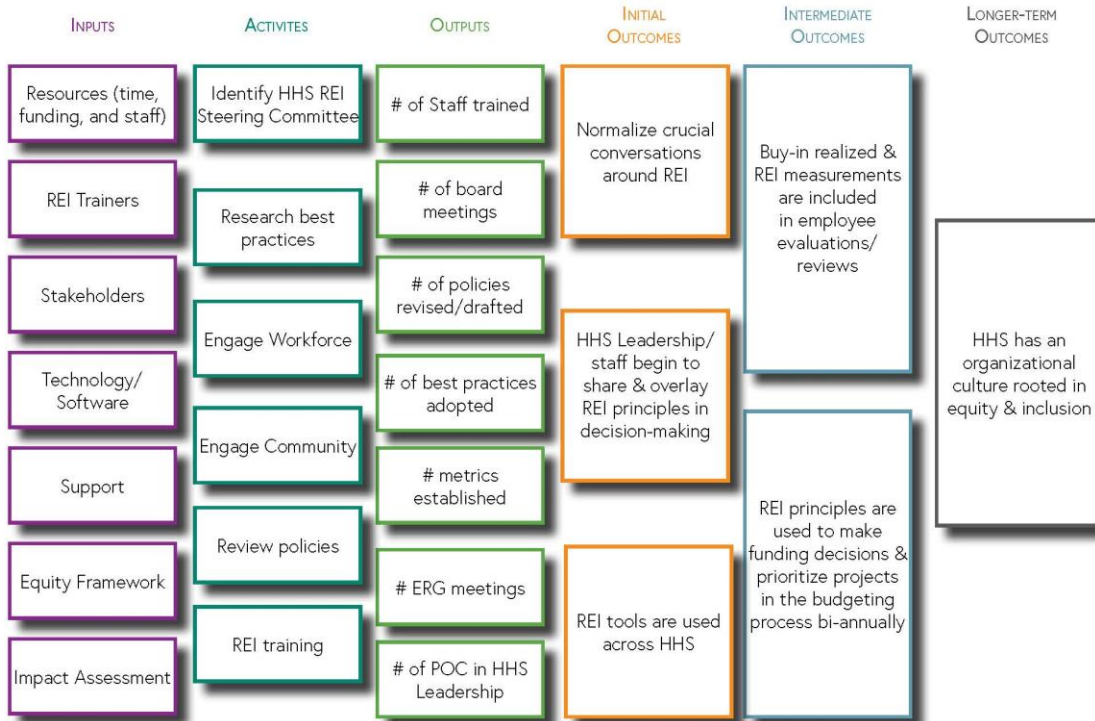 INPUTS
ACTIVITES
OUTPUTS
INITIAL
OUTCOMES
INTERMEDIATE
OUTCOMES
LONGER-TERM
OUTCOMES
Resources (time,
funding, and staff)
REI Trainers
Stakeholders
Technology/
Software
Support
Equity Framework
Impact Assessment
Identify HHS REI
Steering Committee
Research best
practices
Engage Workforce
Engage Community
Review policies
REI training
# of Staff trained
# of board
meetings
# of policies
revised/drafted
# of best practices
adopted
# metrics
established
# ERG meetings
# of POC in HHS
Leadership
Normalize crucial
conversations
around REI
HHS Leadership/
staff begin to
share & overlay
REI principles in
decision-making
REI tools are used
across HHS
Buy-in realized &
REI measurements
are included
in employee
evaluations/
reviews
REI principles are
used to make
funding decisions &
prioritize projects
in the budgeting
process bi-annually
HHS has an
organizational
culture rooted in
equity & inclusion